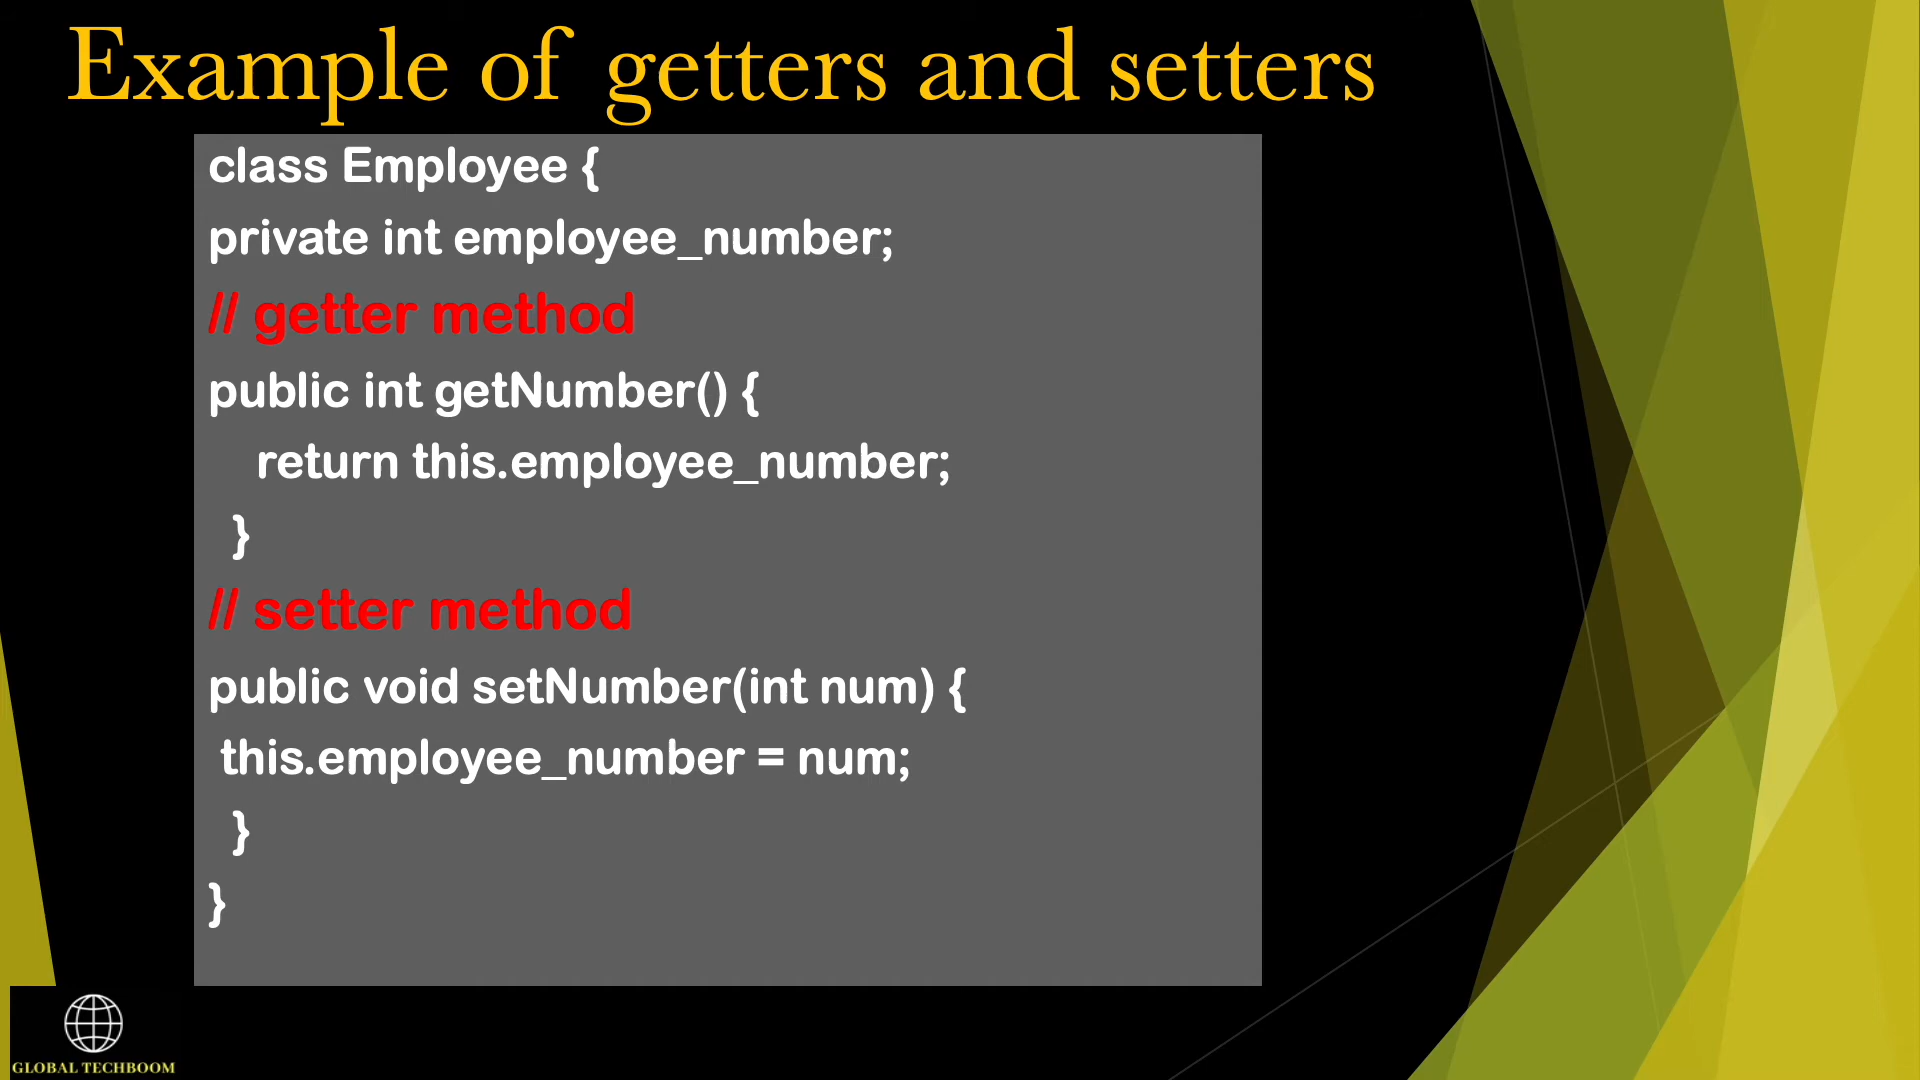 Example of getters and setters
class Employee {
private int employee_number;
// getter method
public int getNumber() {
return this.employee_number;
}
// setter method
public void setNumber(int num) {
this.employee_number = num;
}
}
GLOBAL TECHBOOM